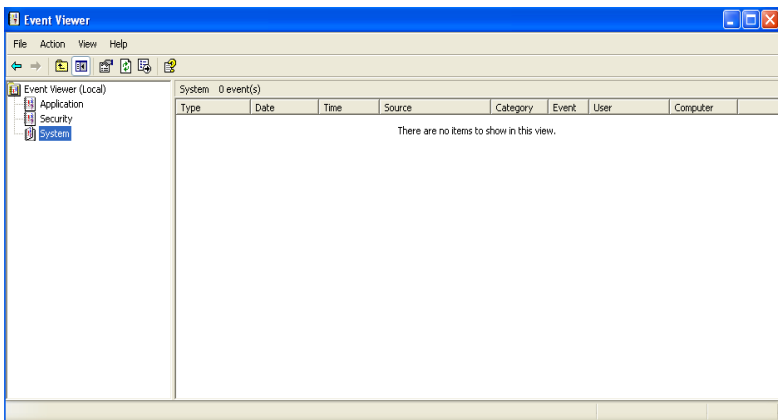 Event Viewer
File Action View Help
Event Viewer (Local)
Application
Security
System
System 0 event(s)
Type Date Time Source Category Event User Computer
There are no items to show in this view.